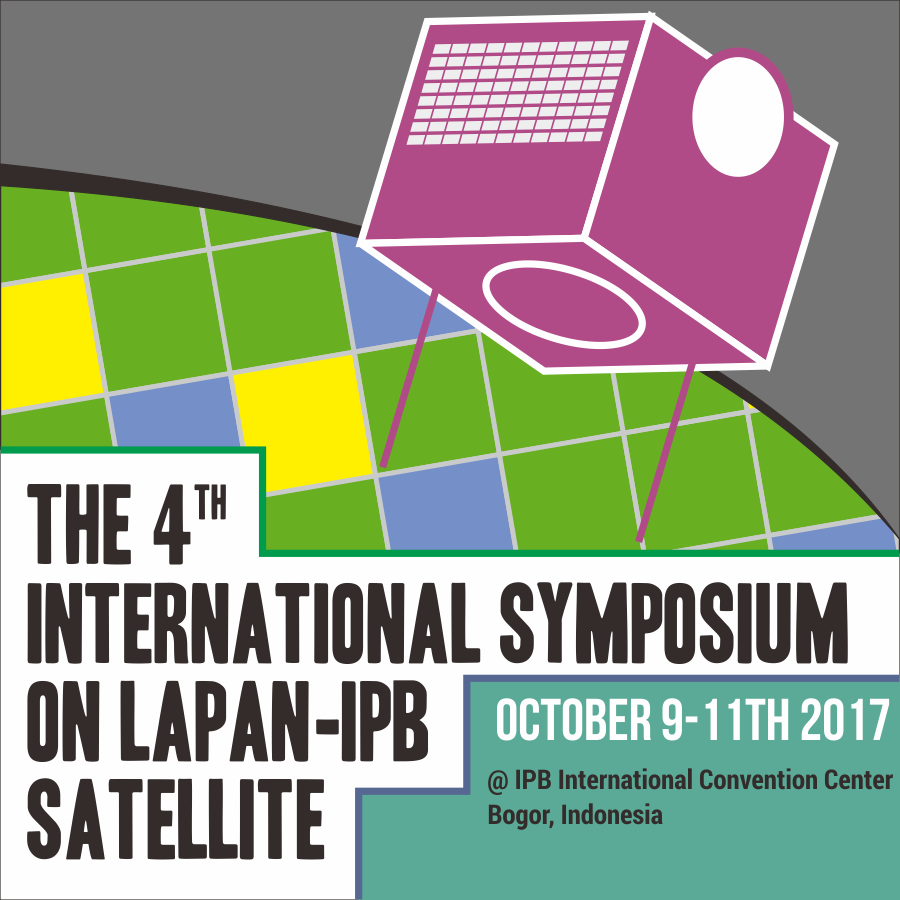 THE 4TH
INTERNATIONAL SYMPOSIUM
ON LAPAN-IPB
SATELLITE
OCTOBER 9-11TH 2017
@ IPB International Convention Center
Bogor, Indonesia